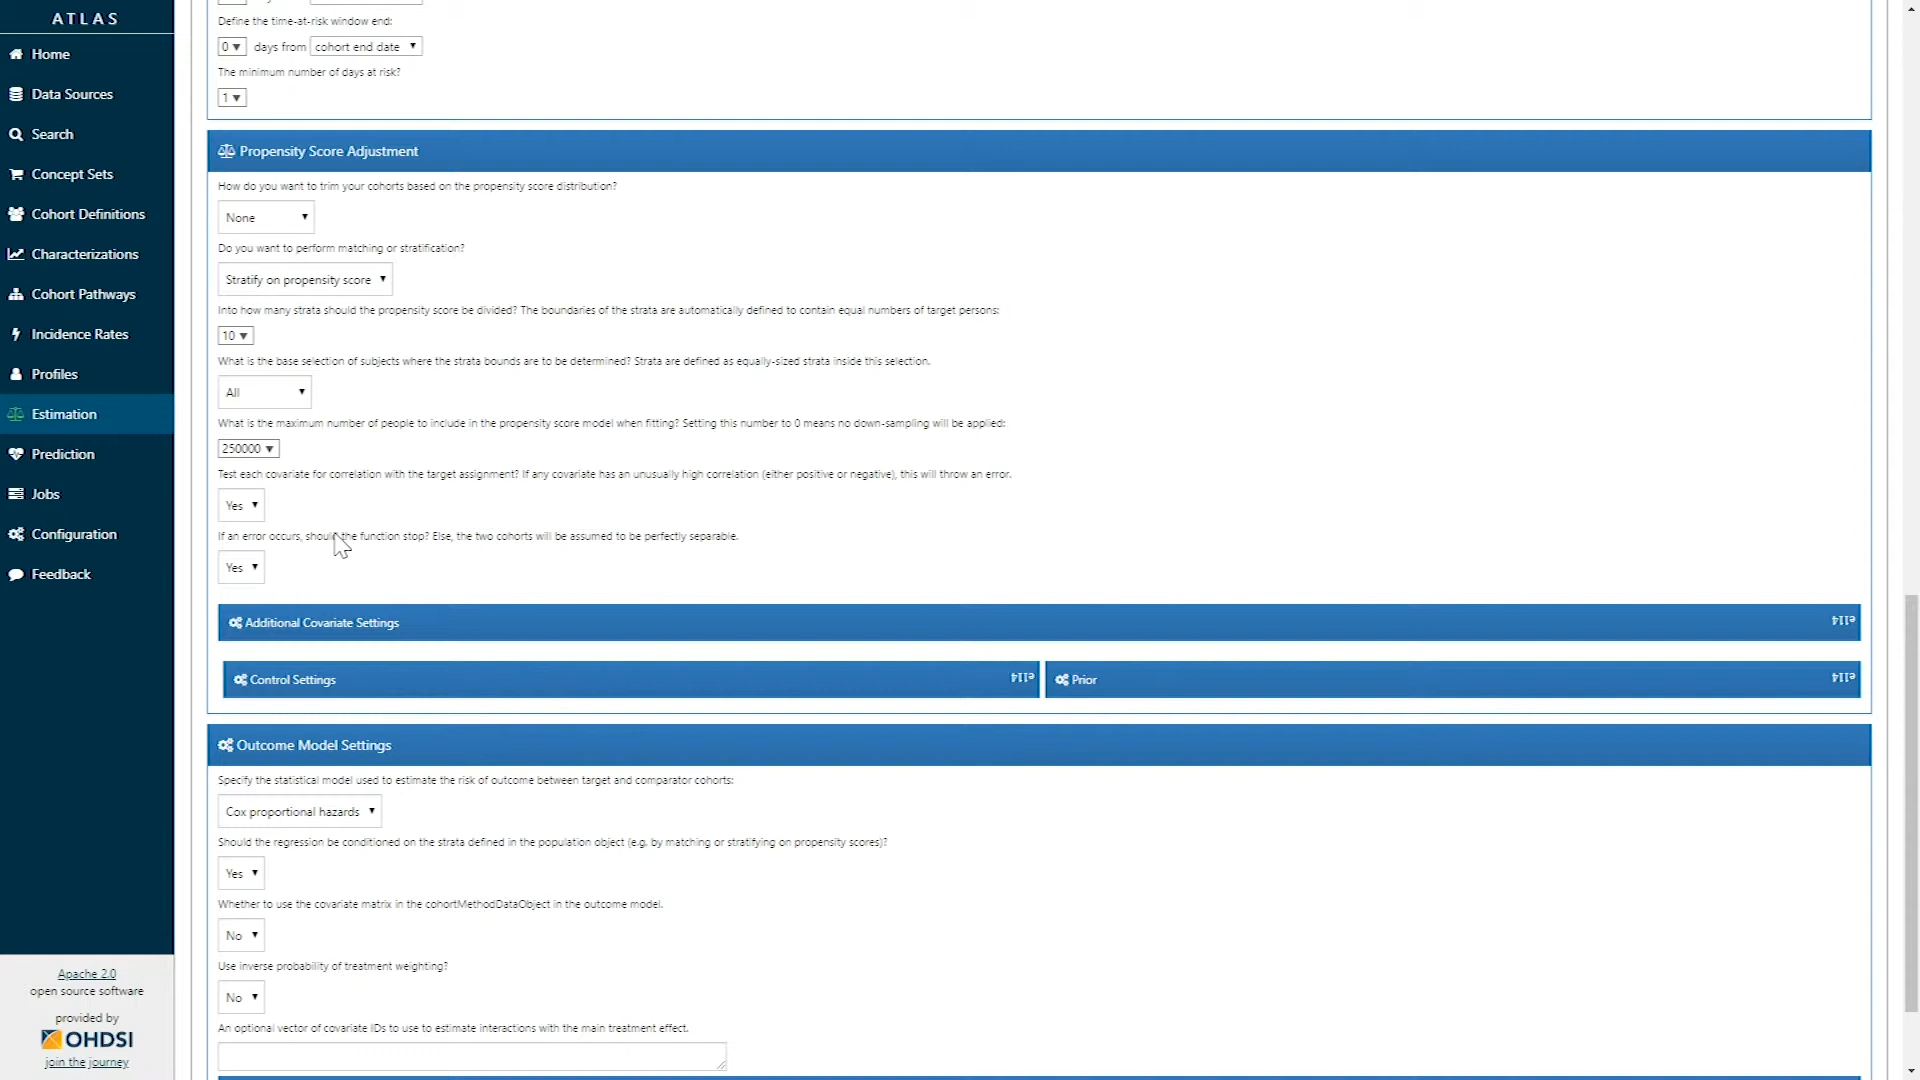 ATLAS
Home
Data Sources
Search
Concept Sets
Cohort Definitions
Characterizations
Cohort Pathways
Incidence Rates
Profiles
Estimation
Prediction
Jobs
Configuration
Feedback
Apache 2.0
open source software
provided by
OHDSI
join the journey
Define the time-at-risk window end:
0 days from cohort end date
The minimum number of days at risk?
1
Propensity Score Adjustment
How do you want to trim your cohorts based on the propensity score distribution?
None
Do you want to perform matching or stratification?
Stratify on propensity score
Into how many strata should the propensity score be divided? The boundaries of the strata are automatically defined to contain equal numbers of target persons:
10
What is the base selection of subjects where the strata bounds are to be determined? Strata are defined as equally-sized strata inside this selection.
All
What is the maximum number of people to include in the propensity score model when fitting? Setting this number to 0 means no down-sampling will be applied:
250000
Test each covariate for correlation with the target assignment? If any covariate has an unusually high correlation (either positive or negative), this will throw an error.
Yes
If an error occurs, should the function stop? Else, the two cohorts will be assumed to be perfectly separable.
Yes
Additional Covariate Settings
Control Settings
Prior
Outcome Model Settings
Specify the statistical model used to estimate the risk of outcome between target and comparator cohorts:
Cox proportional hazards
Should the regression be conditioned on the strata defined in the population object (e.g. by matching or stratifying on propensity scores)?
Yes
Whether to use the covariate matrix in the cohortMethodDataObject in the outcome model.
No
Use inverse probability of treatment weighting?
No
An optional vector of covariate IDs to use to estimate interactions with the main treatment effect.